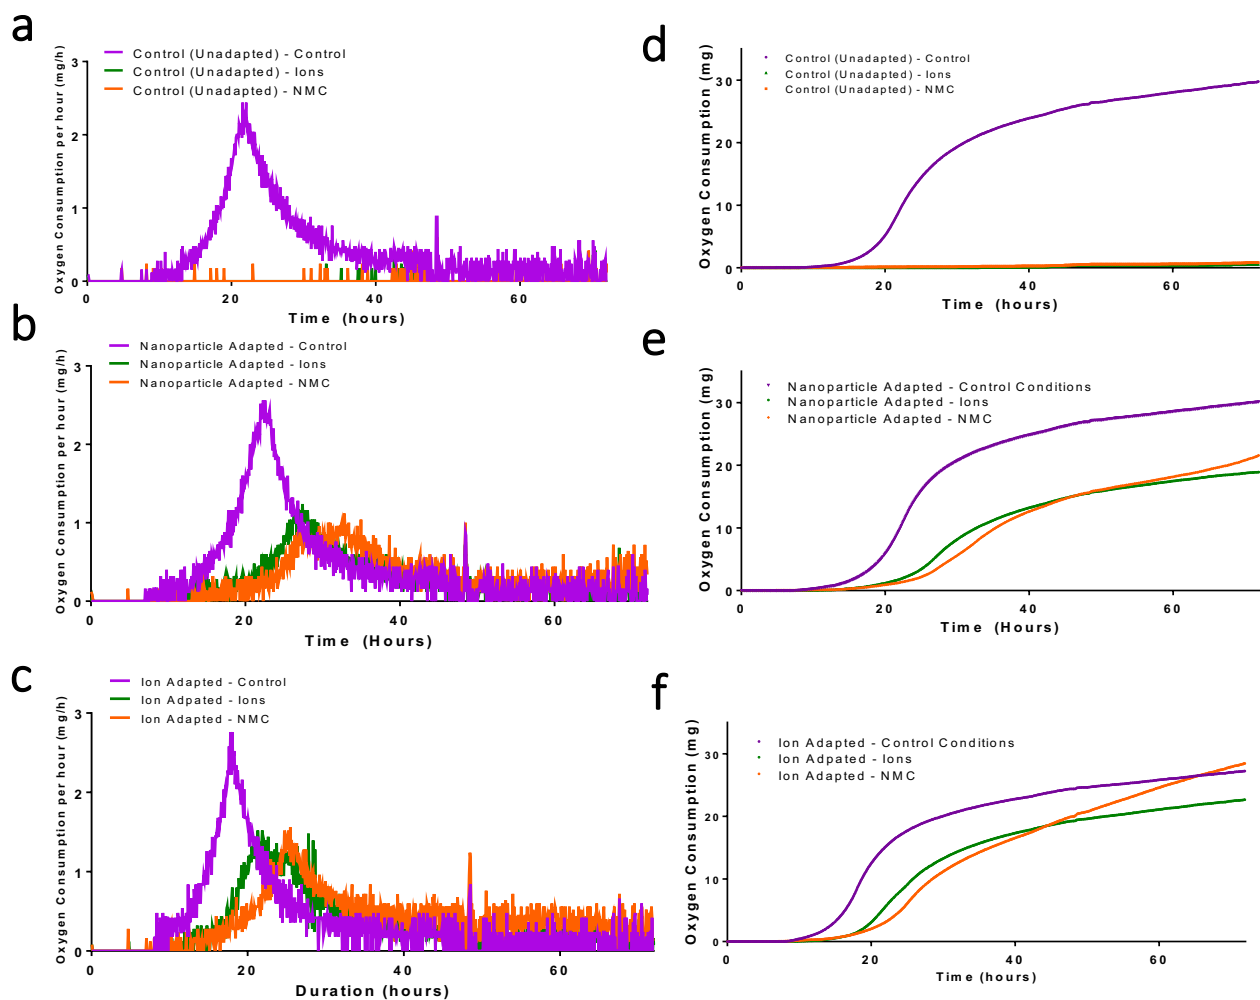 a
Control (Unadapted) - Control
Control (Unadapted) - Ions
Control (Unadapted) - NMC
Oxygen Consumption per hour (mg/h)
3
2
1
0
0 20 40 60
Time (hours)
b
Nanoparticle Adapted - Control
Nanoparticle Adapted - Ions
Nanoparticle Adapted - NMC
Oxygen Consumption per hour (mg/h)
3
2
1
0
0 20 40 60
Time (Hours)
c
Ion Adapted - Control
Ion Adpated - Ions
Ion Adapted - NMC
Oxygen Consumption per hour (mg/h)
3
2
1
0
0 20 40 60
Duration (hours)
d
Control (Unadapted) - Control
Control (Unadapted) - Ions
Control (Unadapted) - NMC
Oxygen Consumption (mg)
30
20
10
0
0 20 40 60
Time (hours)
e
Nanoparticle Adapted - Control Conditions
Nanoparticle Adapted - Ions
Nanoparticle Adapted - NMC
Oxygen Consumption (mg)
30
20
10
0
0 20 40 60
Time (Hours)
f
Ion Adapted - Control Conditions
Ion Adpated - Ions
Ion Adapted - NMC
Oxygen Consumption (mg)
30
20
10
0
0 20 40 60
Time (hours)